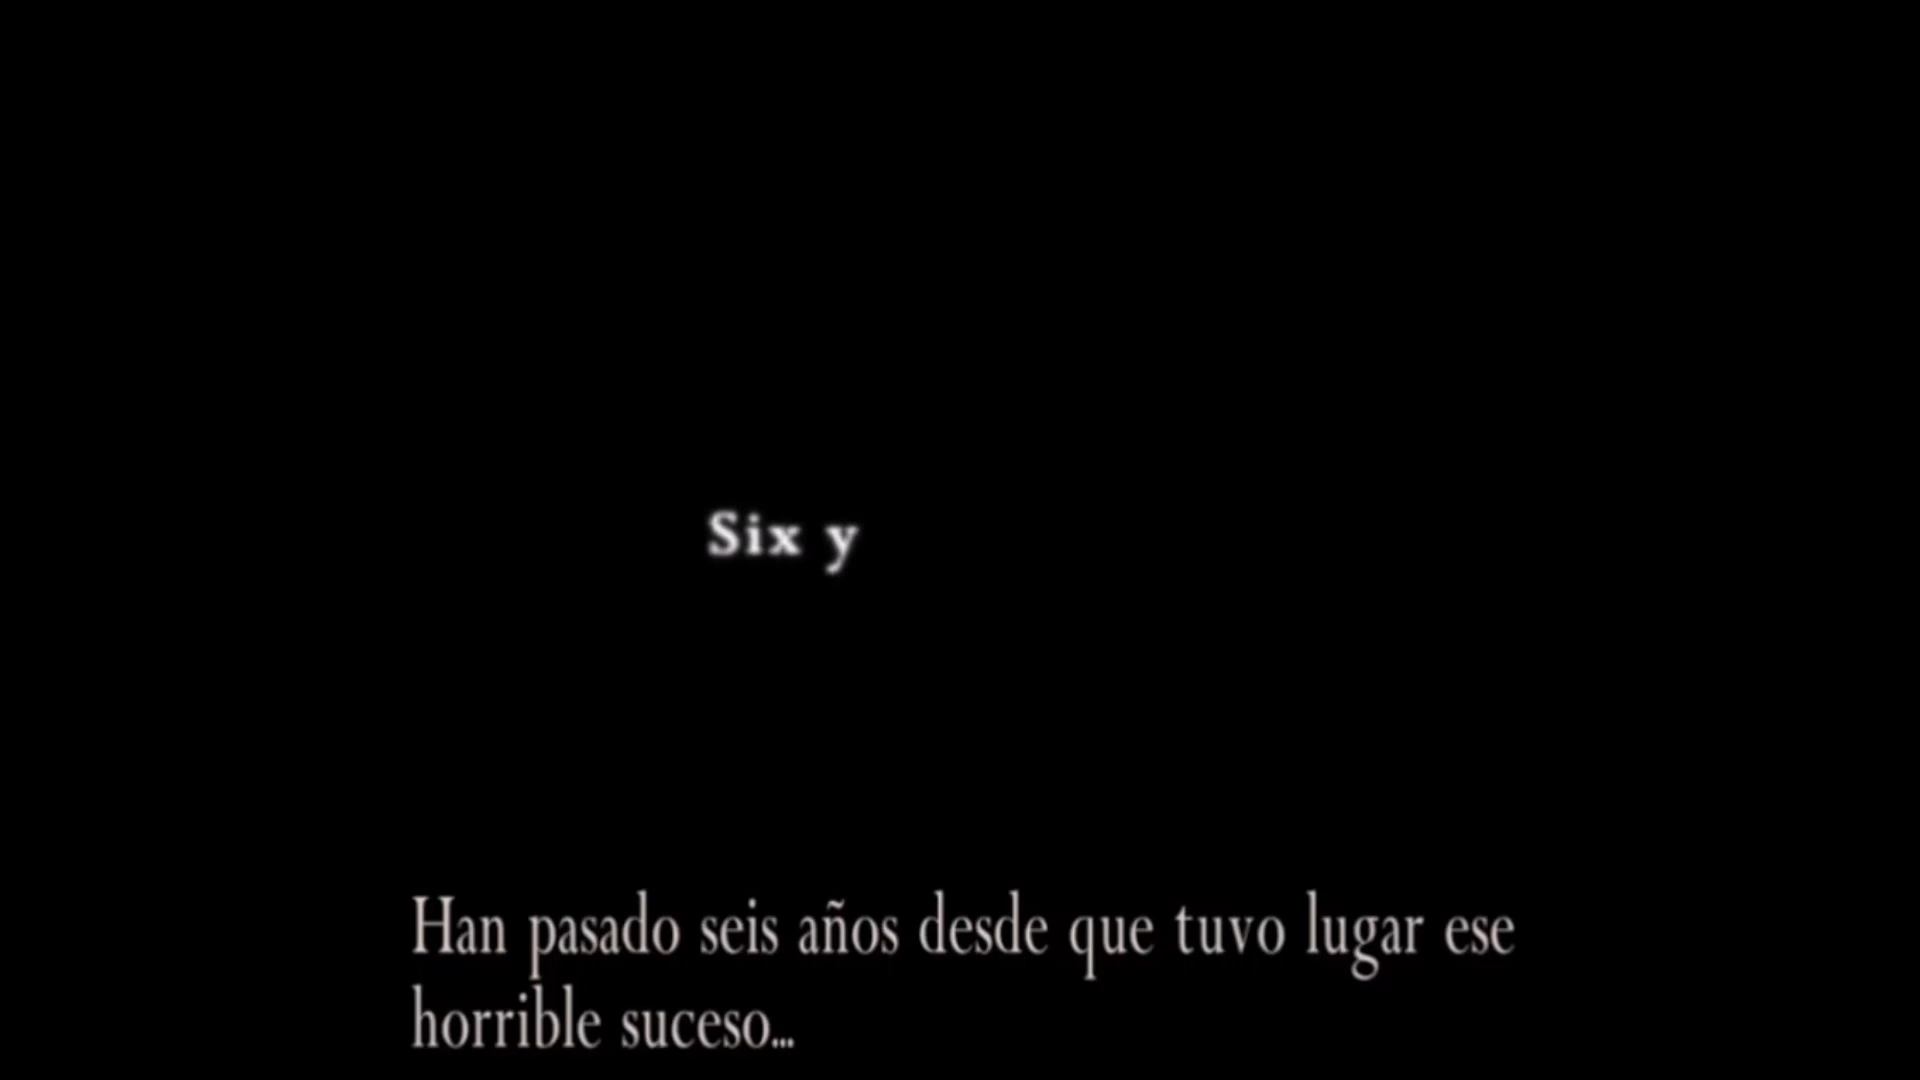 Six y
Han pasado seis años desde que tuvo lugar ese
horrible suceso...